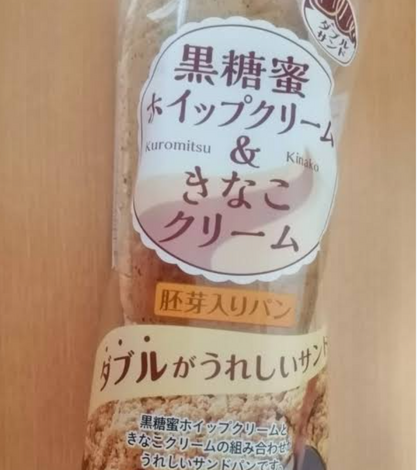 ダブル
サンド
黒糖蜜
ホイップクリーム
Kuromitsu & Kinako
きなこ
クリーム
胚芽入りパン
ダブルがうれしいサンド
黒糖蜜ホイップクリームと
きなこクリームの組み合わせ
うれしいサンドパンです。